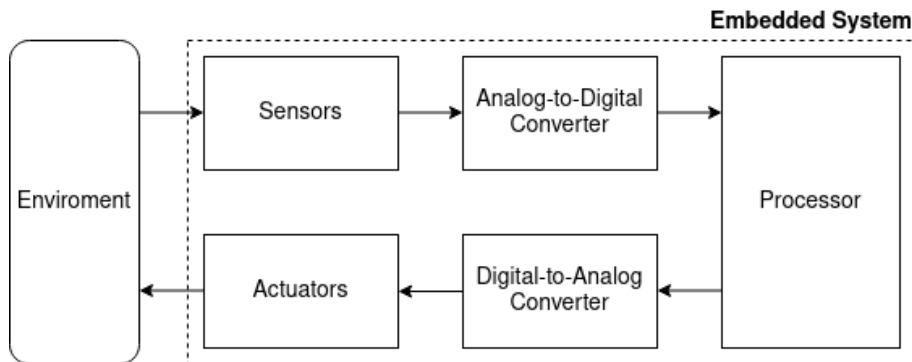 Embedded System
Sensors
Analog-to-Digital
Converter
Enviroment
Processor
Actuators
Digital-to-Analog
Converter